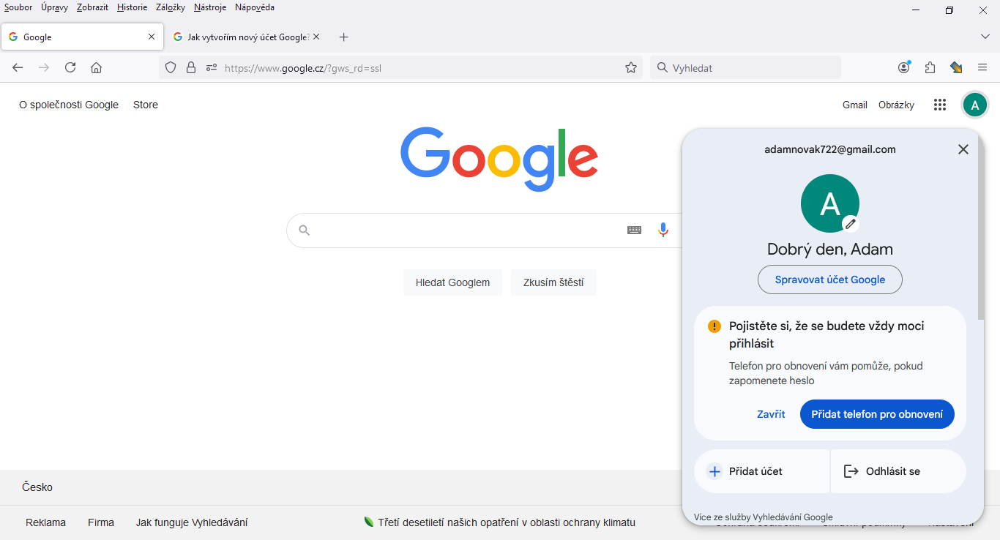 Soubor Úpravy Zobrazit Historie Záložky Nástroje Nápověda
Google
Jak vytvořím nový účet Google?
https://www.google.cz/?gws_rd=ssl
Vyhledat
O společnosti Google Store
Gmail Obrázky
A
Google
adamnovak722@gmail.com
A
Dobrý den, Adam
Spravovat účet Google
Pojistěte si, že se budete vždy moci
přihlásit
Telefon pro obnovení vám pomůže, pokud
zapomenete heslo
Zavřít Přidat telefon pro obnovení
Přidat účet Odhlásit se
Více ze služby Vyhledávání Google
Hledat Googlem Zkusím štěstí
Česko
Reklama Firma Jak funguje Vyhledávání
Třetí desetiletí našich opatření v oblasti ochrany klimatu